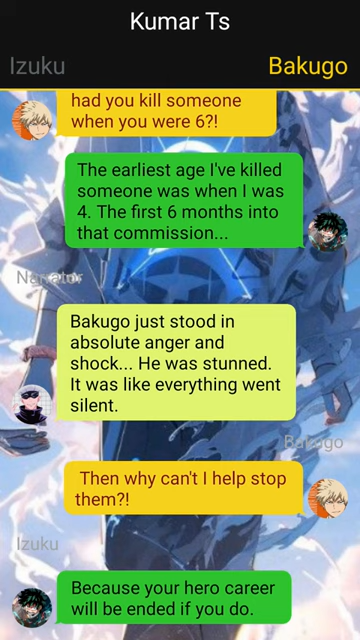 Kumar Ts
Izuku
Bakugo
had you kill someone
when you were 6?!
The earliest age I've killed
someone was when I was
4. The first 6 months into
that commission...
Narrator
Bakugo just stood in
absolute anger and
shock... He was stunned.
It was like everything went
silent.
Bakugo
Then why can't I help stop
them?!
Izuku
Because your hero career
will be ended if you do.